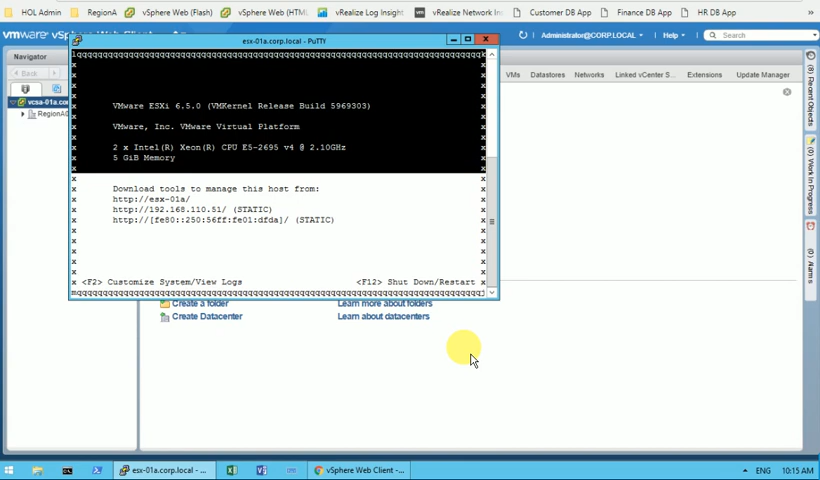 HOL Admin RegionA vSphere Web (Flash) vSphere Web (HTML vRealize Log Insight vRealize Network Ins Customer DB App Finance DB App HR DB App »
Administrator@CORP.LOCAL Help Search
Navigator
esx-01a.corp.local - PuTTY
Back
VMs Datastores Networks Linked vCenter S... Extensions Update Manager
vcsa-01a.cor
RegionA0
(8) Recent Objects
(0) Work In Progress
(0) Alarms
VMware ESXi 6.5.0 (VMKernel Release Build 5969303)
VMware, Inc. VMware Virtual Platform
2 x Intel(R) Xeon(R) CPU E5-2695 v4 @ 2.10GHz
5 GiB Memory
Download tools to manage this host from:
http://esx-01a/
http://192.168.110.51/ (STATIC)
http://[fe80::250:56ff:fe01:dfda]/ (STATIC)
<F2> Customize System/View Logs <F12> Shut Down/Restart
Create a folder Learn more about folders
Create Datacenter Learn about datacenters
esx-01a.corp.local - ... vSphere Web Client - ... ENG 10:15 AM